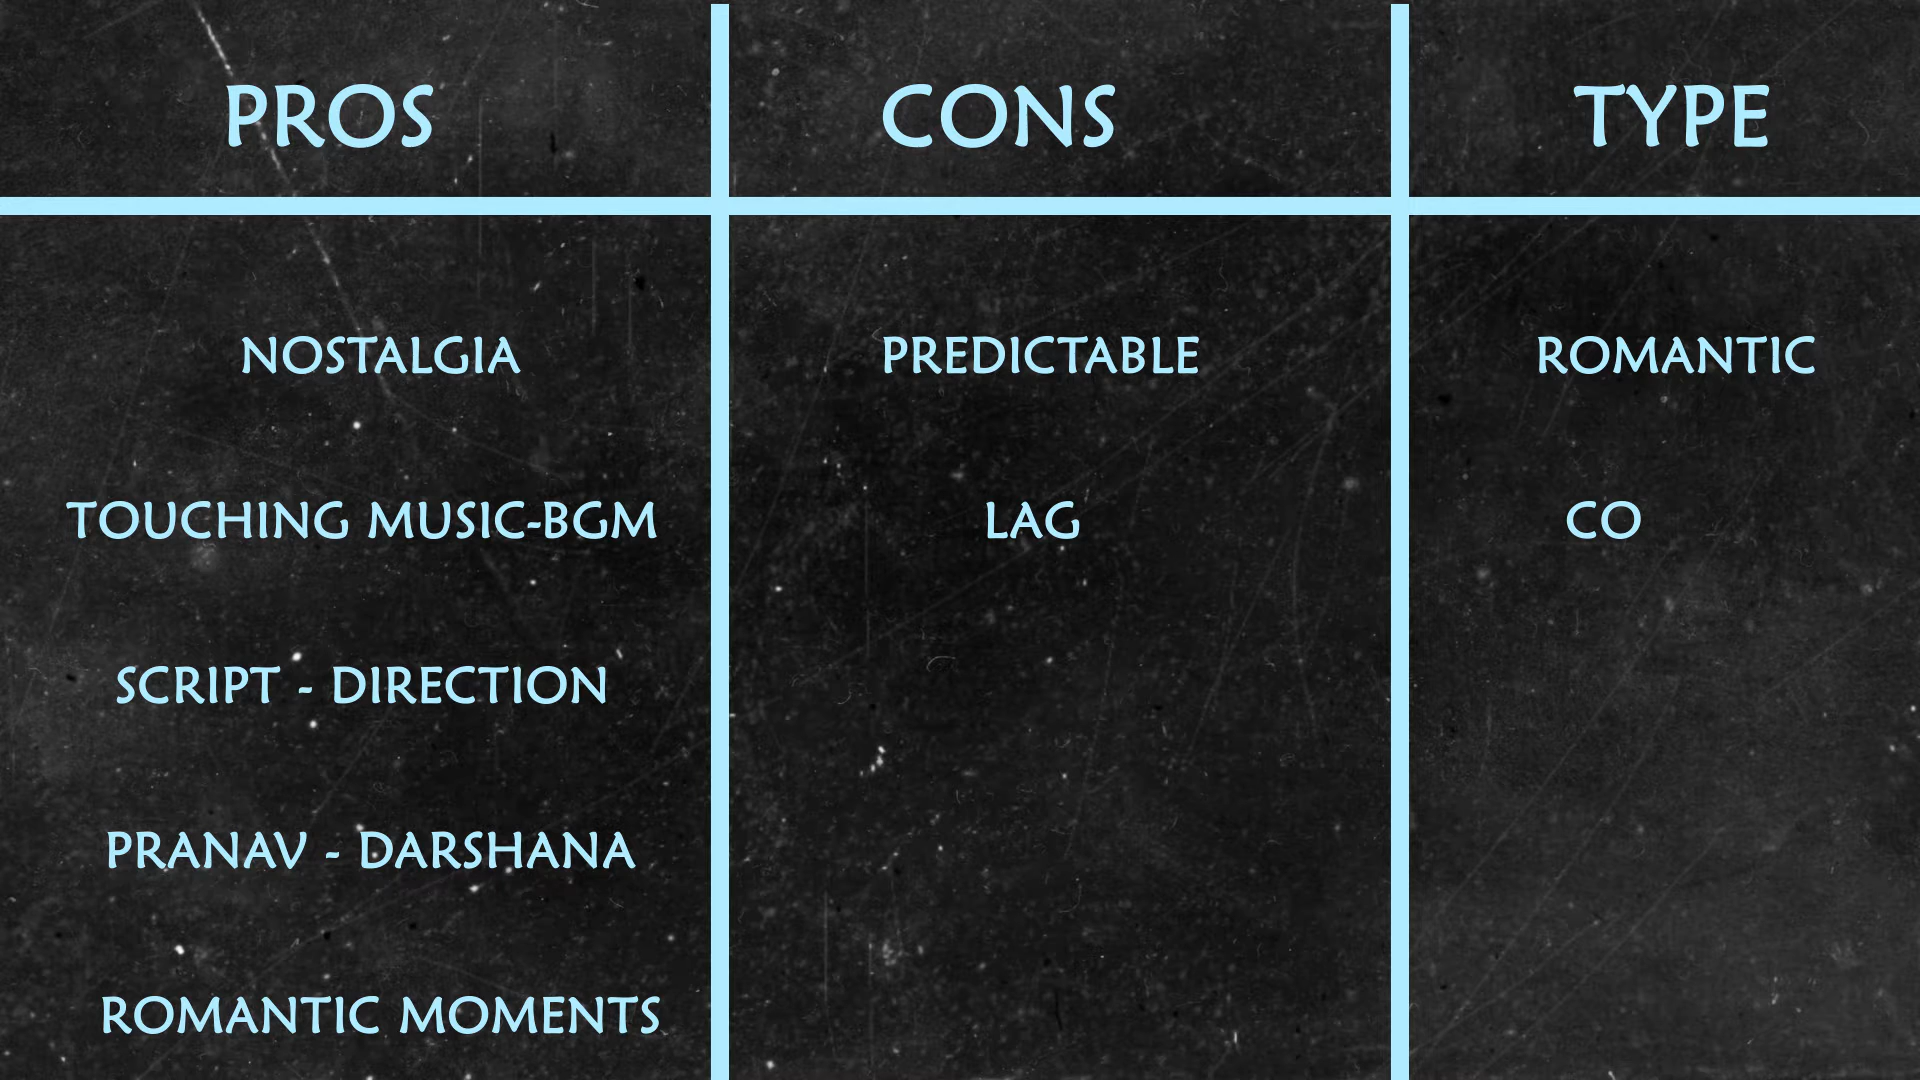 PROS CONS TYPE
NOSTALGIA PREDICTABLE ROMANTIC
TOUCHING MUSIC-BGM LAG CO
SCRIPT - DIRECTION
PRANAV - DARSHANA
ROMANTIC MOMENTS